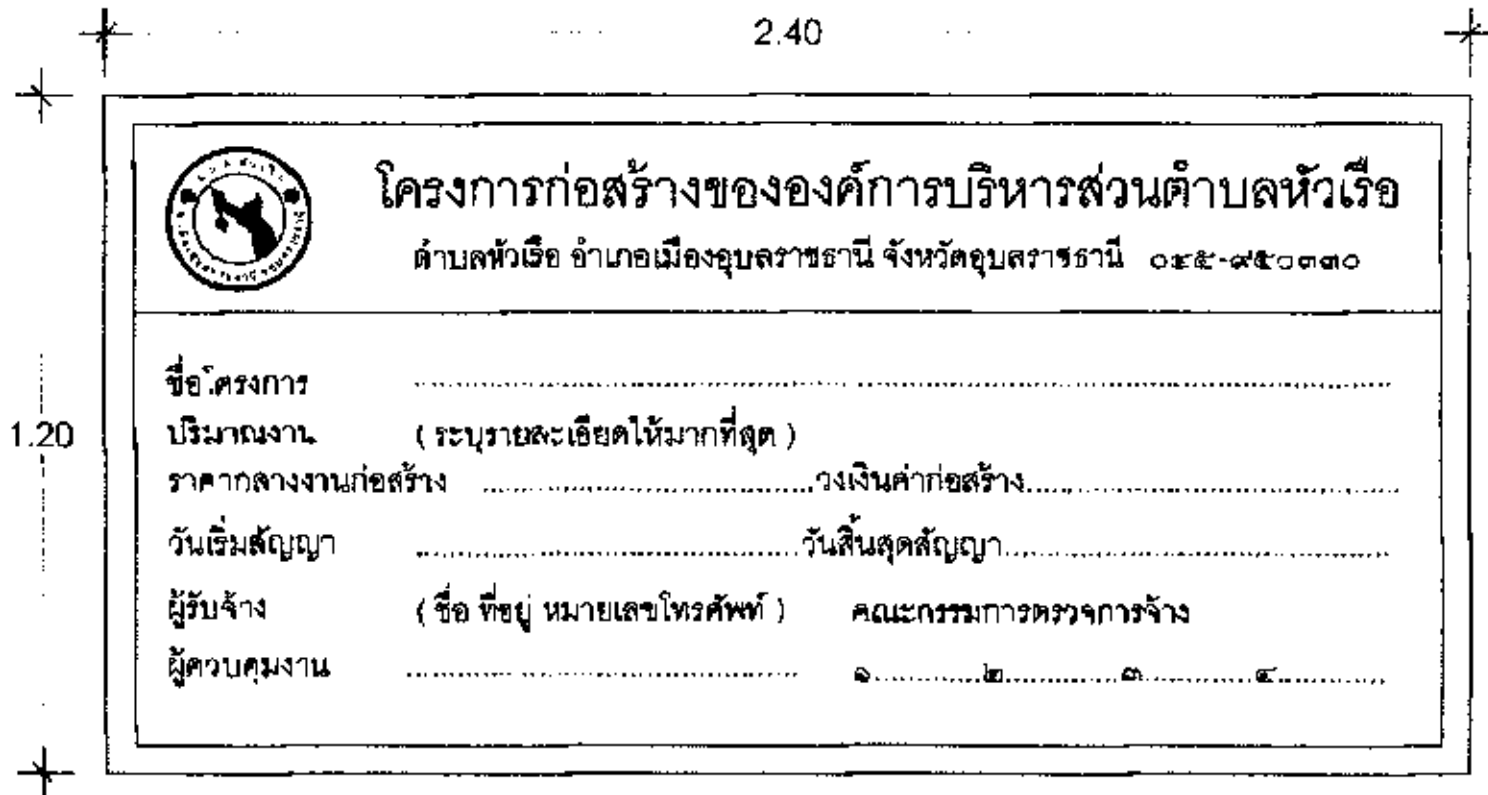 2.40
โครงการก่อสร้างขององค์การบริหารส่วนตำบลหัวเรือ
ตำบลหัวเรือ อำเภอเมืองอุบลราชธานี จังหวัดอุบลราชธานี ๐๔๕-๙๕๐๓๓๐
ชื่อโครงการ ........................................
1.20
ปริมาณงาน ( ระบุรายละเอียดให้มากที่สุด )
ราคากลางงานก่อสร้าง ....................วงเงินค่าก่อสร้าง....................
วันเริ่มสัญญา ....................วันสิ้นสุดสัญญา....................
ผู้รับจ้าง ( ชื่อ ที่อยู่ หมายเลขโทรศัพท์ ) คณะกรรมการตรวจการจ้าง
ผู้ควบคุมงาน .................... ๑..........๒..........๓..........๔..........